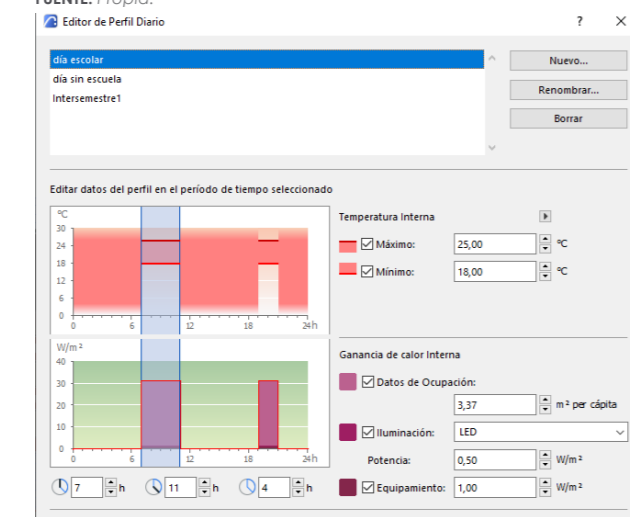 FUENTE: Propia.
Editor de Perfil Diario
día escolar
día sin escuela
Intersemestre1
Nuevo...
Renombrar...
Borrar
Editar datos del perfil en el período de tiempo seleccionado
°C
30
24
18
12
6
0
0 6 12 18 24h
Temperatura Interna
Máximo: 25,00 °C
Mínimo: 18,00 °C
W/m²
40
30
20
10
0
0 6 12 18 24h
7 h 11 h 4 h
Ganancia de calor Interna
Datos de Ocupación:
3,37 m² per cápita
Iluminación: LED
Potencia: 0,50 W/m²
Equipamiento: 1,00 W/m²